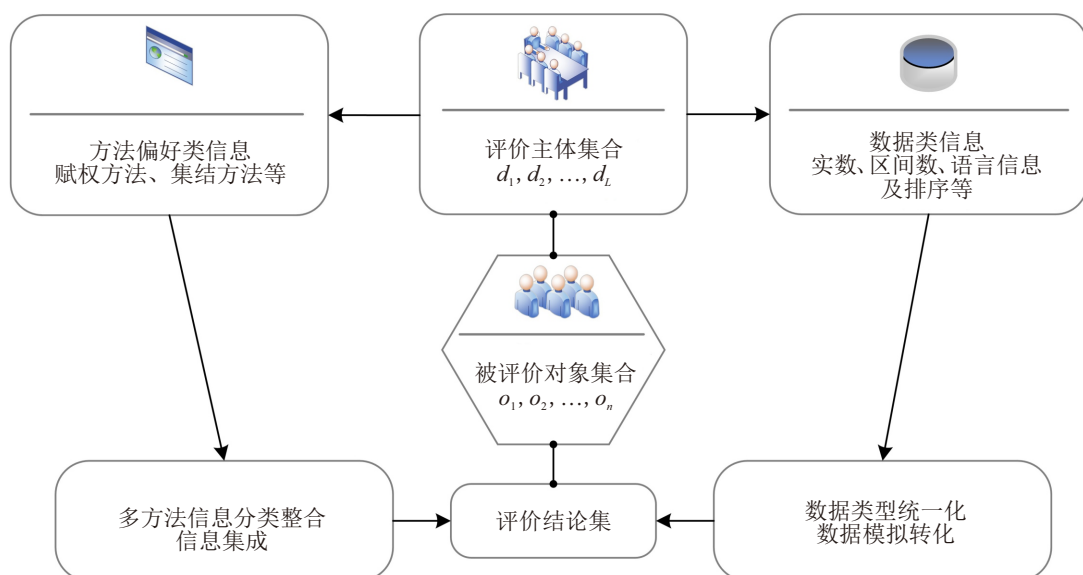 方法偏好类信息
赋权方法、集结方法等
评价主体集合
d₁, d₂, …, d_L
数据类信息
实数、区间数、语言信息
及排序等
被评价对象集合
o₁, o₂, …, oₙ
多方法信息分类整合
信息集成
评价结论集
数据类型统一化
数据模拟转化